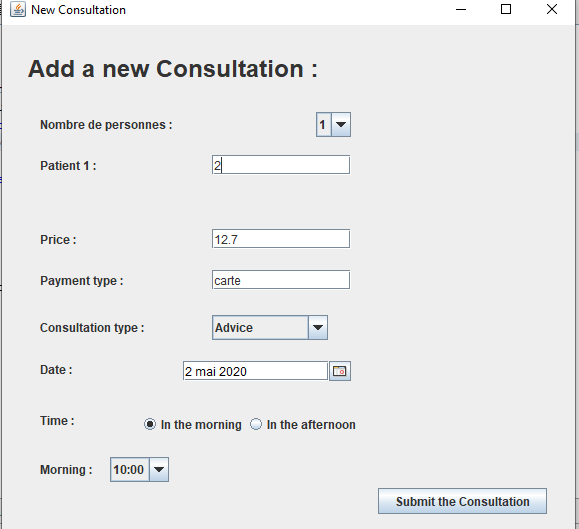 New Consultation
Add a new Consultation :
Nombre de personnes : 1
Patient 1 : 2
Price : 12.7
Payment type : carte
Consultation type : Advice
Date : 2 mai 2020
Time : In the morning In the afternoon
Morning : 10:00
Submit the Consultation